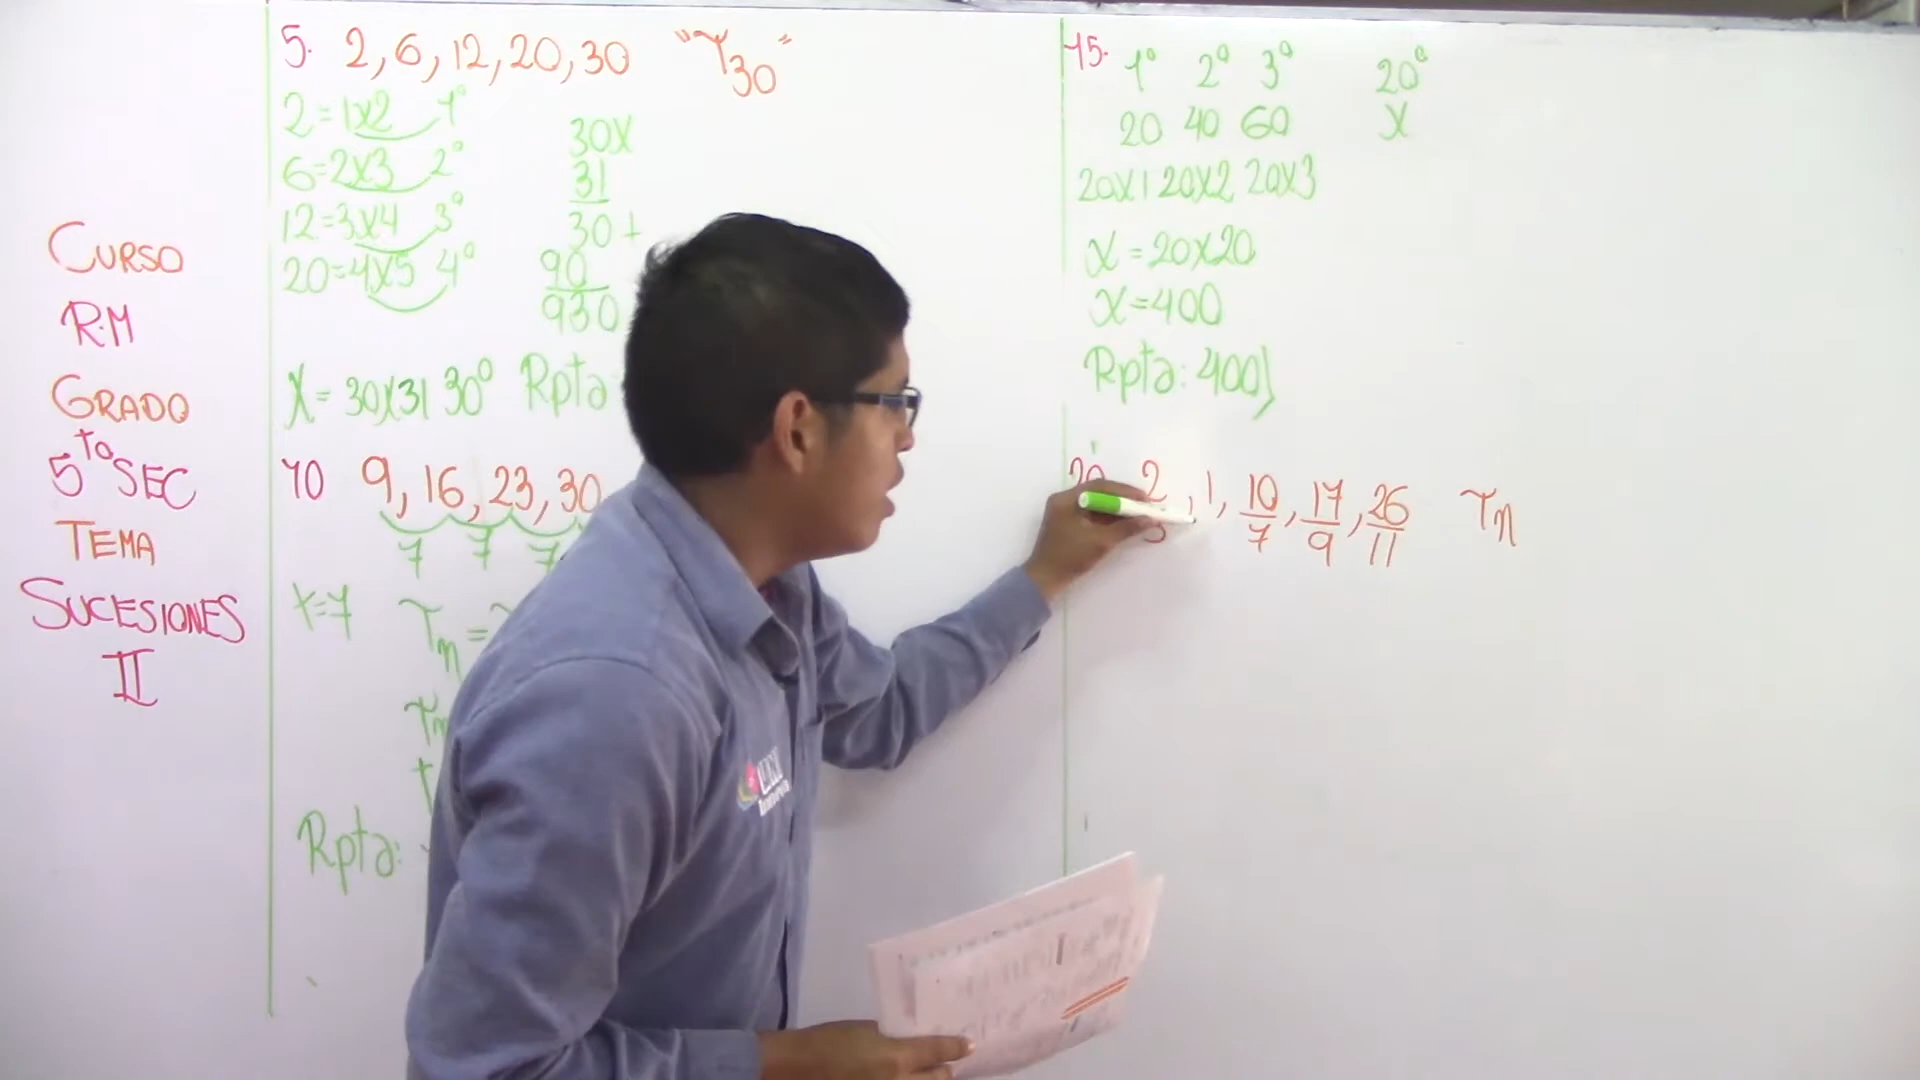 CURSO
R.M
GRADO
5to SEC
TEMA
SUCESIONES
II
5. 2, 6, 12, 20, 30 "T30"
2=1x2 1°
6=2x3 2°
12=3x4 3°
20=4x5 4°
30x
31
30+
90
930
X=30x31 30° Rpta:
10 9, 16, 23, 30
7 7 7
r=7 Tn=
Rpta:
15. 1° 2° 3° 20°
20 40 60 X
20x1 20x2 20x3
X=20x20
X=400
Rpta: 400
20 2, 1, 10/7, 17/9, 26/11 Tn